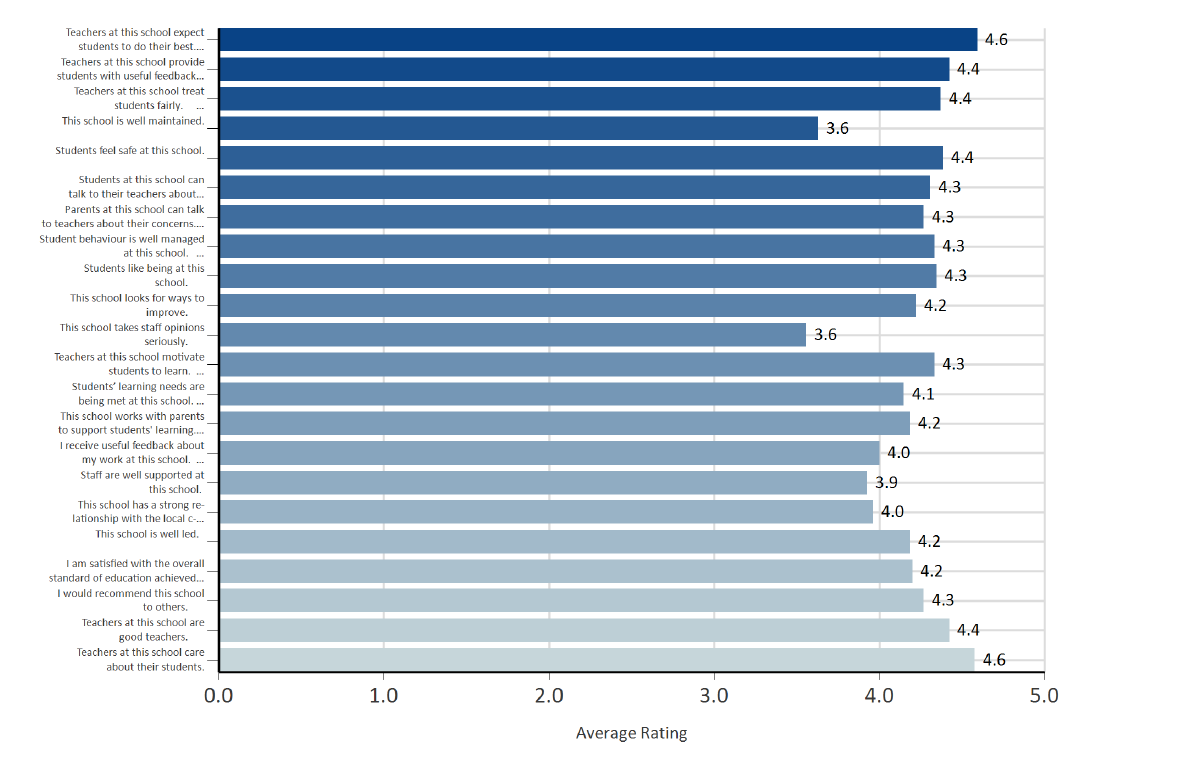 Teachers at this school expect
students to do their best....
4.6
Teachers at this school provide
students with useful feedback...
4.4
Teachers at this school treat
students fairly. ...
4.4
This school is well maintained.
3.6
Students feel safe at this school.
4.4
Students at this school can
talk to their teachers about...
4.3
Parents at this school can talk
to teachers about their concerns....
4.3
Student behaviour is well managed
at this school. ...
4.3
Students like being at this
school.
4.3
This school looks for ways to
improve.
4.2
This school takes staff opinions
seriously.
3.6
Teachers at this school motivate
students to learn. ...
4.3
Students' learning needs are
being met at this school. ...
4.1
This school works with parents
to support students' learning....
4.2
I receive useful feedback about
my work at this school. ...
4.0
Staff are well supported at
this school.
3.9
This school has a strong re-
lationship with the local c-...
4.0
This school is well led.
4.2
I am satisfied with the overall
standard of education achieved...
4.2
I would recommend this school
to others.
4.3
Teachers at this school are
good teachers.
4.4
Teachers at this school care
about their students.
4.6
0.0 1.0 2.0 3.0 4.0 5.0
Average Rating